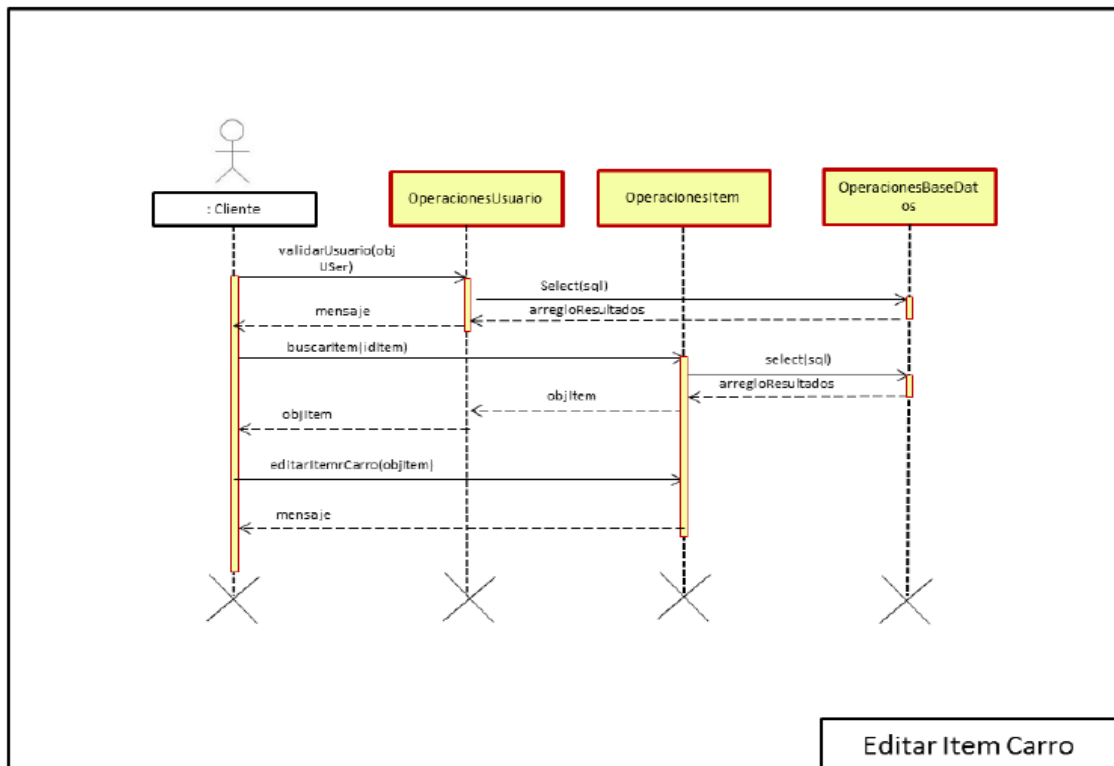 : Cliente
OperacionesUsuario
OperacionesItem
OperacionesBaseDat
os
validarUsuario(obj
USer)
Select(sql)
arregloResultados
mensaje
buscarItem(idItem)
select(sql)
arregloResultados
objItem
objItem
editarItemrCarro(objItem)
mensaje
Editar Item Carro